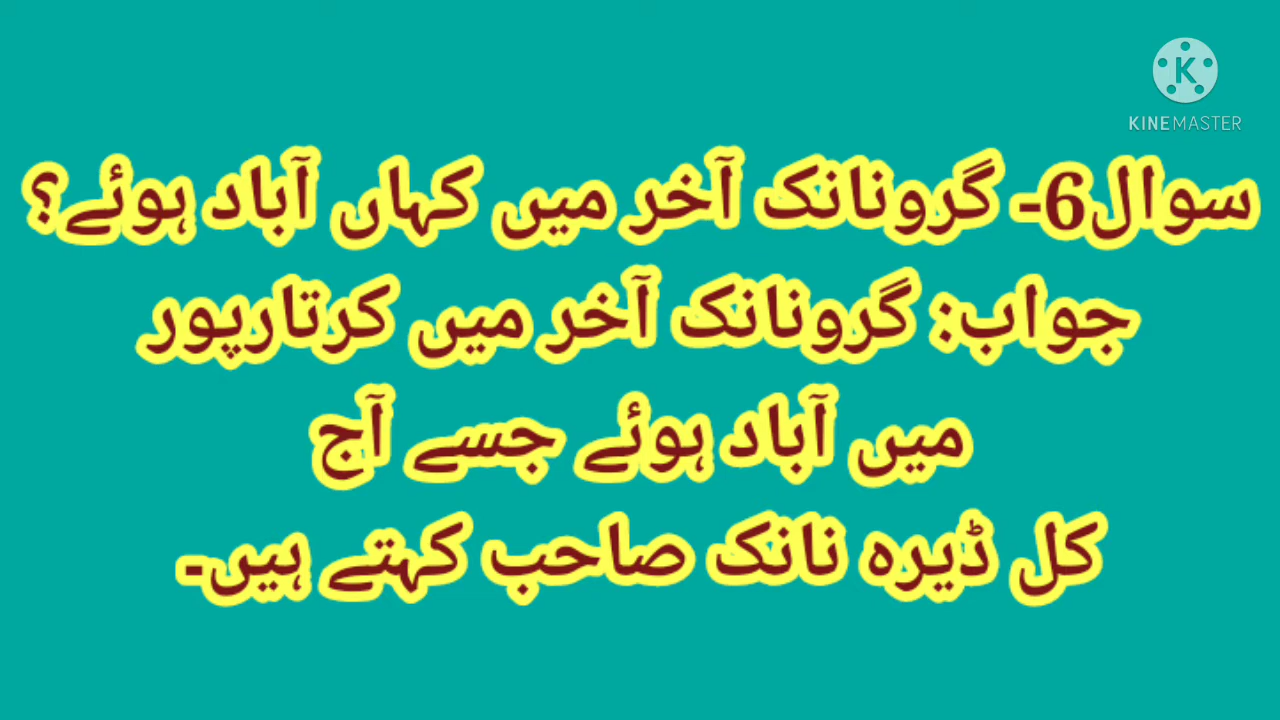 KINEMASTER
سوال6- گرونانک آخر میں کہاں آباد ہوئے؟
جواب: گرونانک آخر میں کرتارپور
میں آباد ہوئے جسے آج
کل ڈیرہ نانک صاحب کہتے ہیں۔